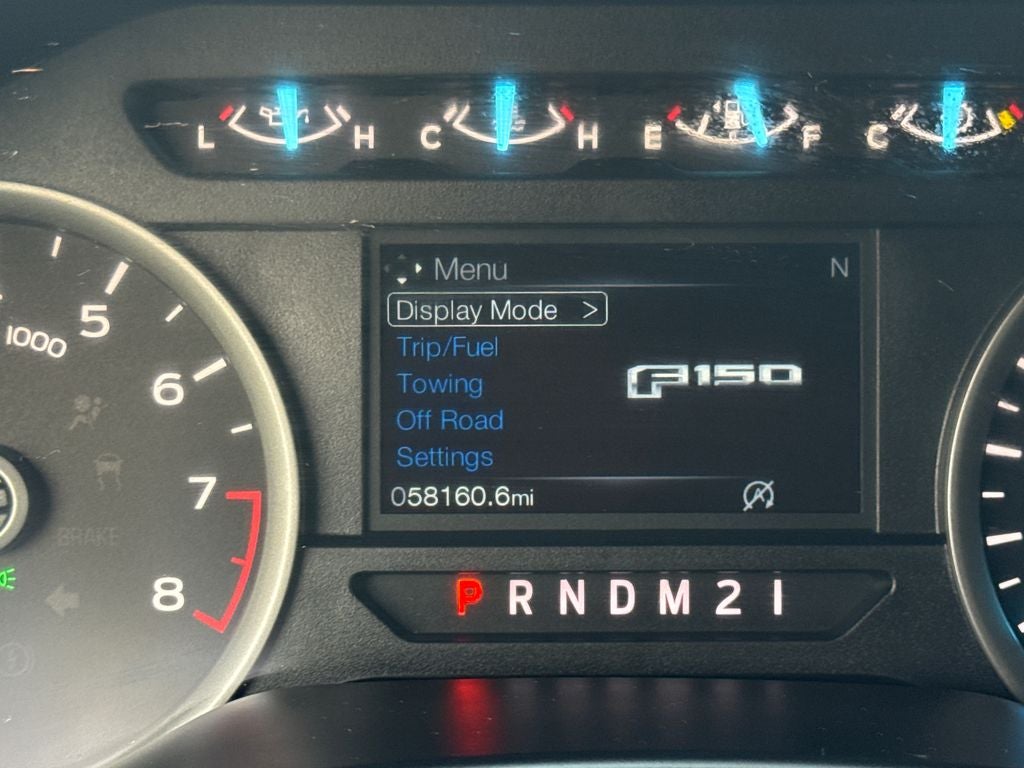 L H C H E F C
Menu N
Display Mode >
Trip/Fuel
Towing
F150
Off Road
Settings
058160.6mi
P R N D M 2 1
1000
5
6
7
8
BRAKE